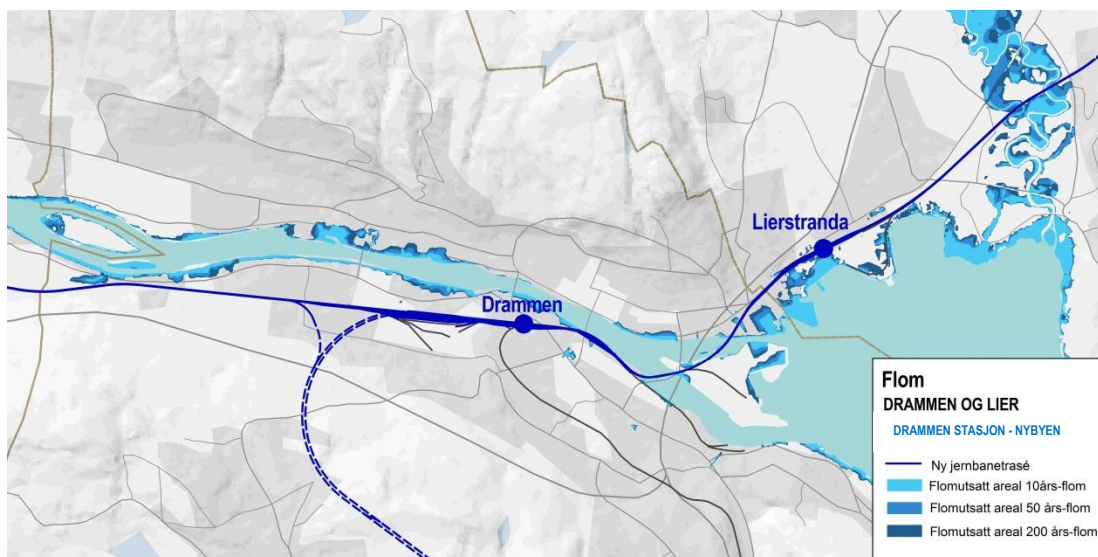 Lierstranda
Drammen
Flom
DRAMMEN OG LIER
DRAMMEN STASJON - NYBYEN
Ny jernbanetrasé
Flomutsatt areal 10års-flom
Flomutsatt areal 50 års-flom
Flomutsatt areal 200 års-flom